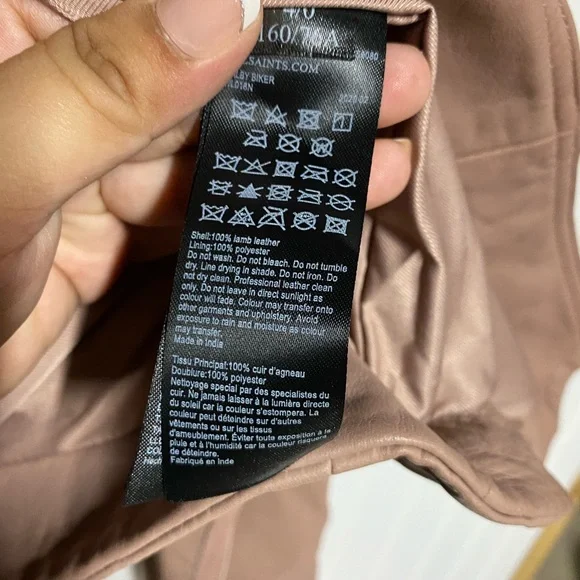 4/0
160/76A
SAINTS.COM
BY BIKER
Shell:100% lamb leather
Lining:100% polyester
Do not wash. Do not bleach. Do not tumble
dry. Line drying in shade. Do not iron. Do
not dry clean. Professional leather clean
only. Do not leave in direct sunlight as
colour will fade. Colour may transfer onto
other garments and upholstery. Avoid
exposure to rain and moisture as colour
may transfer.
Made in India
Tissu Principal:100% cuir d'agneau
Doublure:100% polyester
Nettoyage special par des specialistes du
cuir. Ne jamais laisser à la lumière directe
du soleil car la couleur s'estompera. La
couleur peut déteindre sur d'autres
vêtements ou sur les tissus
d'ameublement. Éviter toute exposition à la
pluie et à l'humidité car la couleur risquera
de déteindre.
Fabriqué en Inde